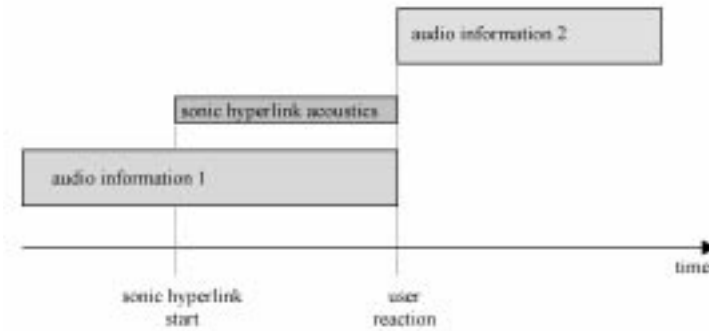 audio information 2
sonic hyperlink acoustics
audio information 1
time
sonic hyperlink
start
user
reaction